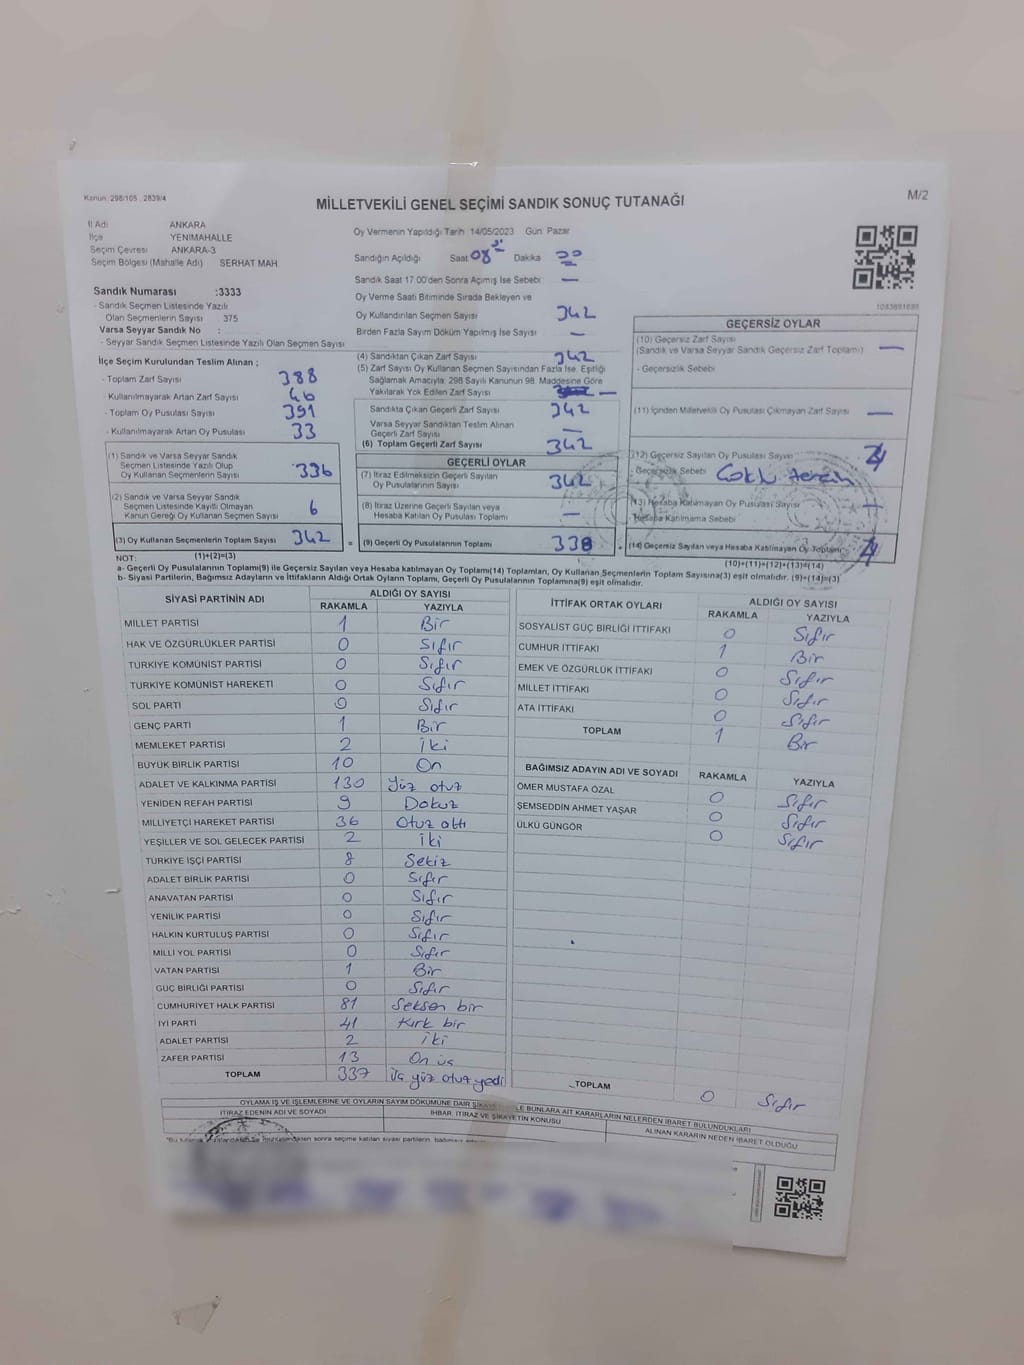 Kanun: 298/105 , 2839/4
M/2
MİLLETVEKİLİ GENEL SEÇİMİ SANDIK SONUÇ TUTANAĞI
İl Adı ANKARA
İlçe YENİMAHALLE
Seçim Çevresi ANKARA-3
Seçim Bölgesi (Mahalle Adı) SERHAT MAH
Sandık Numarası :3333
- Sandık Seçmen Listesinde Yazılı
Olan Seçmenlerin Sayısı 375
Varsa Seyyar Sandık No :
- Seyyar Sandık Seçmen Listesinde Yazılı Olan Seçmen Sayısı
İlçe Seçim Kurulundan Teslim Alınan ;
- Toplam Zarf Sayısı 388
- Kullanılmayarak Artan Zarf Sayısı 46
- Toplam Oy Pusulası Sayısı 391
- Kullanılmayarak Artan Oy Pusulası 33
(1) Sandık ve Varsa Seyyar Sandık
Seçmen Listesinde Yazılı Olup
Oy Kullanan Seçmenlerin Sayısı 336
(2) Sandık ve Varsa Seyyar Sandık
Seçmen Listesinde Kayıtlı Olmayan
Kanun Gereği Oy Kullanan Seçmen Sayısı 6
(3) Oy Kullanan Seçmenlerin Toplam Sayısı 342
Oy Vermenin Yapıldığı Tarih 14/05/2023 Gün Pazar
Sandığın Açıldığı Saat 08 Dakika
Sandık Saat 17.00'den Sonra Açılmış İse Sebebi —
Oy Verme Saati Bitiminde Sırada Bekleyen ve
Oy Kullandırılan Seçmen Sayısı 342
Birden Fazla Sayım Döküm Yapılmış İse Sayısı —
(4) Sandıktan Çıkan Zarf Sayısı 342
(5) Zarf Sayısı Oy Kullanan Seçmen Sayısından Fazla İse, Eşitliği
Sağlamak Amacıyla, 298 Sayılı Kanunun 98. Maddesine Göre
Yakılarak Yok Edilen Zarf Sayısı —
Sandıkta Çıkan Geçerli Zarf Sayısı 342
Varsa Seyyar Sandıktan Teslim Alınan
Geçerli Zarf Sayısı —
(6) Toplam Geçerli Zarf Sayısı 342
GEÇERLİ OYLAR
(7) İtiraz Edilmeksizin Geçerli Sayılan
Oy Pusulalarının Sayısı 342
(8) İtiraz Üzerine Geçerli Sayılan veya
Hesaba Katılan Oy Pusulası Toplamı —
= (9) Geçerli Oy Pusulalarının Toplamı 338
1083891689
GEÇERSİZ OYLAR
(10) Geçersiz Zarf Sayısı
(Sandık ve Varsa Seyyar Sandık Geçersiz Zarf Toplamı) —
- Geçersizlik Sebebi
(11) İçinden Milletvekili Oy Pusulası Çıkmayan Zarf Sayısı —
(12) Geçersiz Sayılan Oy Pusulası Sayısı
- Geçersizlik Sebebi Çoklu tercih
(13) Hesaba Katılmayan Oy Pusulası Sayısı —
- Hesaba Katılmama Sebebi
+ (14) Geçersiz Sayılan veya Hesaba Katılmayan Oy Toplamı
NOT: (1)+(2)=(3)
(10)+(11)+(12)+(13)=(14)
a- Geçerli Oy Pusulalarının Toplamı(9) ile Geçersiz Sayılan veya Hesaba katılmayan Oy Toplamı(14) Toplamları, Oy Kullanan Seçmenlerin Toplam Sayısına(3) eşit olmalıdır. (9)+(14)=(3)
b- Siyasi Partilerin, Bağımsız Adayların ve İttifakların Aldığı Ortak Oyların Toplamı, Geçerli Oy Pusulalarının Toplamına(9) eşit olmalıdır.
SİYASİ PARTİNİN ADI ALDIĞI OY SAYISI
RAKAMLA YAZIYLA
MİLLET PARTİSİ 1 Bir
HAK VE ÖZGÜRLÜKLER PARTİSİ 0 Sıfır
TÜRKİYE KOMÜNİST PARTİSİ 0 Sıfır
TÜRKİYE KOMÜNİST HAREKETİ 0 Sıfır
SOL PARTİ 0 Sıfır
GENÇ PARTİ 1 Bir
MEMLEKET PARTİSİ 2 İki
BÜYÜK BİRLİK PARTİSİ 10 On
ADALET VE KALKINMA PARTİSİ 130 Yüz otuz
YENİDEN REFAH PARTİSİ 9 Dokuz
MİLLİYETÇİ HAREKET PARTİSİ 36 Otuz altı
YEŞİLLER VE SOL GELECEK PARTİSİ 2 İki
TÜRKİYE İŞÇİ PARTİSİ 8 Sekiz
ADALET BİRLİK PARTİSİ 0 Sıfır
ANAVATAN PARTİSİ 0 Sıfır
YENİLİK PARTİSİ 0 Sıfır
HALKIN KURTULUŞ PARTİSİ 0 Sıfır
MİLLİ YOL PARTİSİ 0 Sıfır
VATAN PARTİSİ 1 Bir
GÜÇ BİRLİĞİ PARTİSİ 0 Sıfır
CUMHURİYET HALK PARTİSİ 81 Seksen bir
İYİ PARTİ 41 Kırk bir
ADALET PARTİSİ 2 İki
ZAFER PARTİSİ 13 On üç
TOPLAM 337 Üç yüz otuz yedi
İTTİFAK ORTAK OYLARI ALDIĞI OY SAYISI
RAKAMLA YAZIYLA
SOSYALİST GÜÇ BİRLİĞİ İTTİFAKI 0 Sıfır
CUMHUR İTTİFAKI 1 Bir
EMEK VE ÖZGÜRLÜK İTTİFAKI 0 Sıfır
MİLLET İTTİFAKI 0 Sıfır
ATA İTTİFAKI 0 Sıfır
TOPLAM 1 Bir
BAĞIMSIZ ADAYIN ADI VE SOYADI RAKAMLA YAZIYLA
ÖMER MUSTAFA ÖZAL 0 Sıfır
ŞEMSEDDİN AHMET YAŞAR 0 Sıfır
ÜLKÜ GÜNGÖR 0 Sıfır
TOPLAM 0 Sıfır
OYLAMA İŞ VE İŞLEMLERİNE VE OYLARIN SAYIM DÖKÜMÜNE DAİR ŞİKAYET İLE BUNLARA AİT KARARLARIN NELERDEN İBARET BULUNDUKLARI
İTİRAZ EDENİN ADI VE SOYADI İHBAR, İTİRAZ VE ŞİKAYETİN KONUSU ALINAN KARARIN NEDEN İBARET OLDUĞU
sonra seçime katılan siyasi partilerin, bağımsız